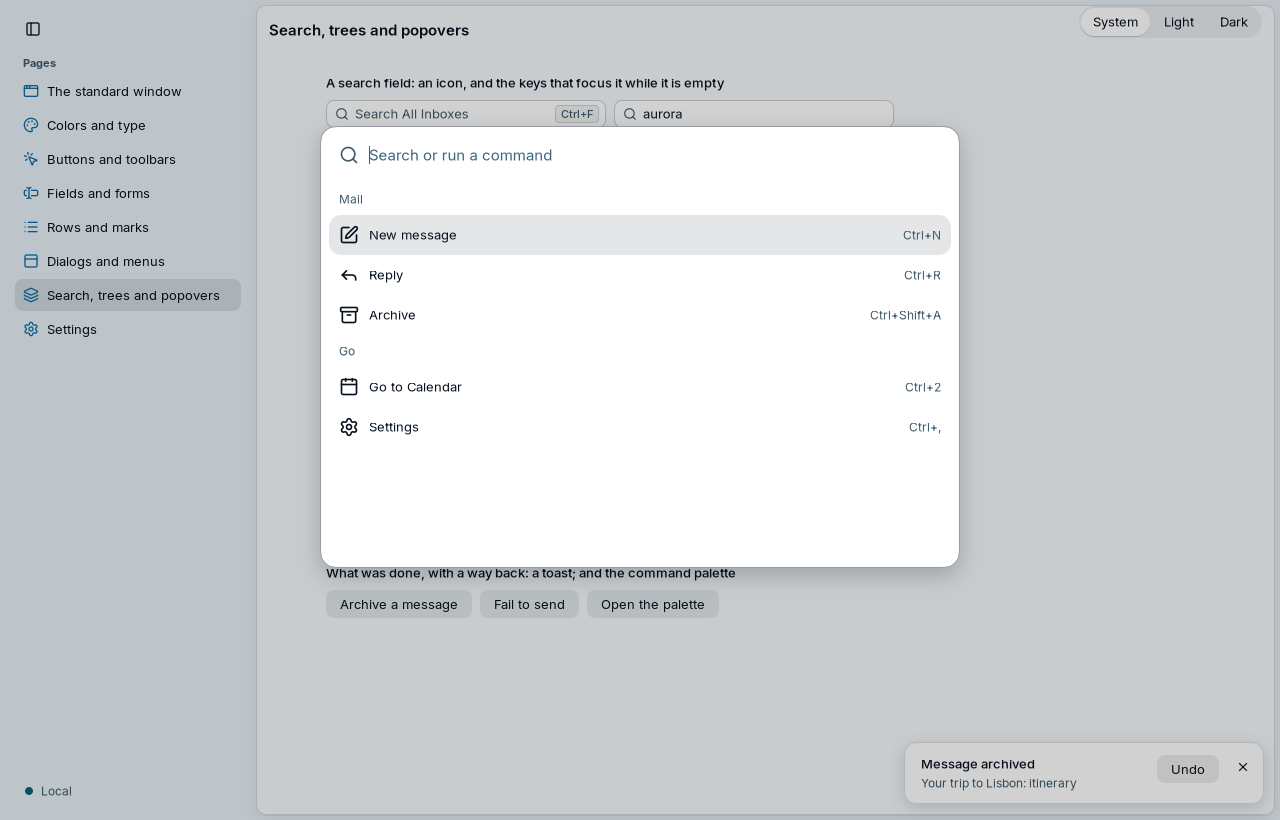 Search, trees and popovers
System
Light
Dark
Pages
The standard window
Colors and type
Buttons and toolbars
Fields and forms
Rows and marks
Dialogs and menus
Search, trees and popovers
Settings
Local
A search field: an icon, and the keys that focus it while it is empty
Search All Inboxes
Ctrl+F
aurora
Search or run a command
Mail
New message
Ctrl+N
Reply
Ctrl+R
Archive
Ctrl+Shift+A
Go
Go to Calendar
Ctrl+2
Settings
Ctrl+,
What was done, with a way back: a toast; and the command palette
Archive a message
Fail to send
Open the palette
Message archived
Your trip to Lisbon: itinerary
Undo